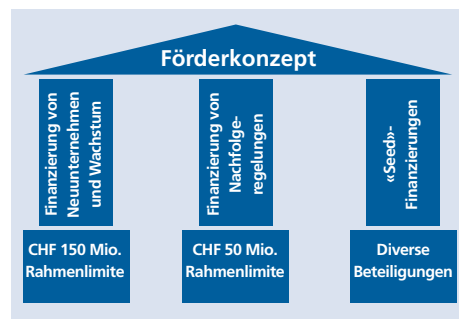 Förderkonzept
Finanzierung von
Neuunternehmen
und Wachstum
Finanzierung von
Nachfolge-
regelungen
«Seed»-
Finanzierungen
CHF 150 Mio.
Rahmenlimite
CHF 50 Mio.
Rahmenlimite
Diverse
Beteiligungen